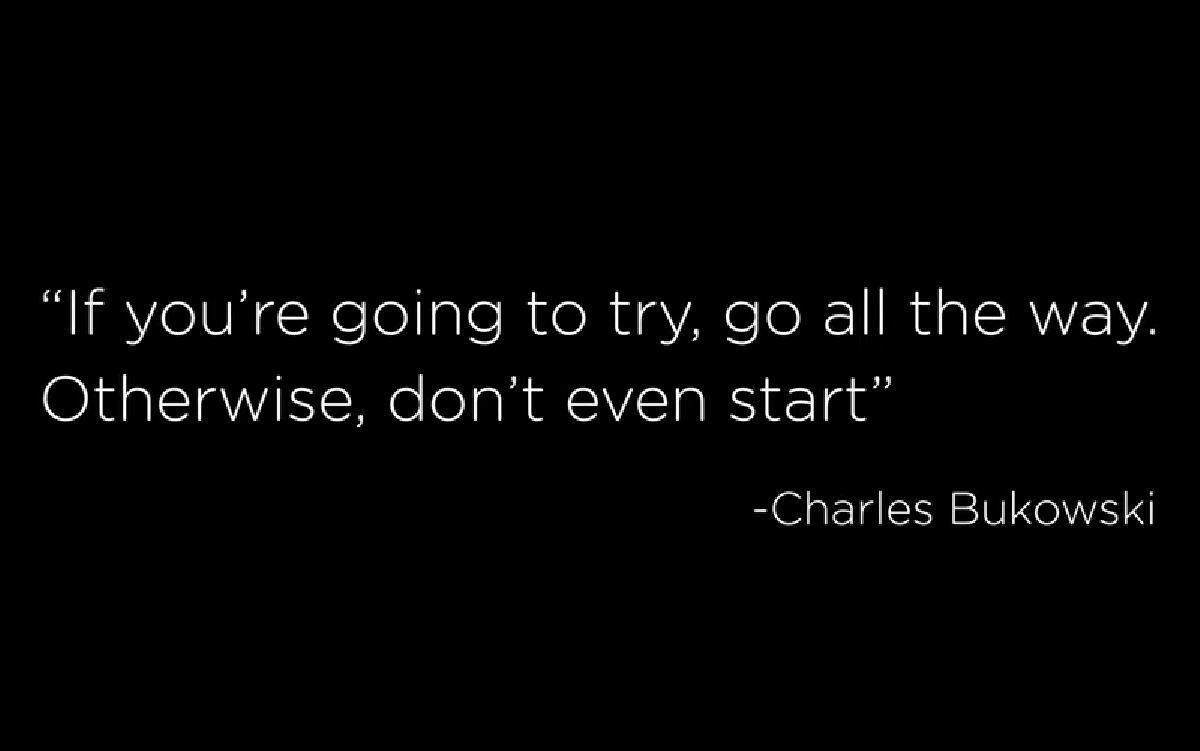 “If you’re going to try, go all the way.
Otherwise, don’t even start”
-Charles Bukowski